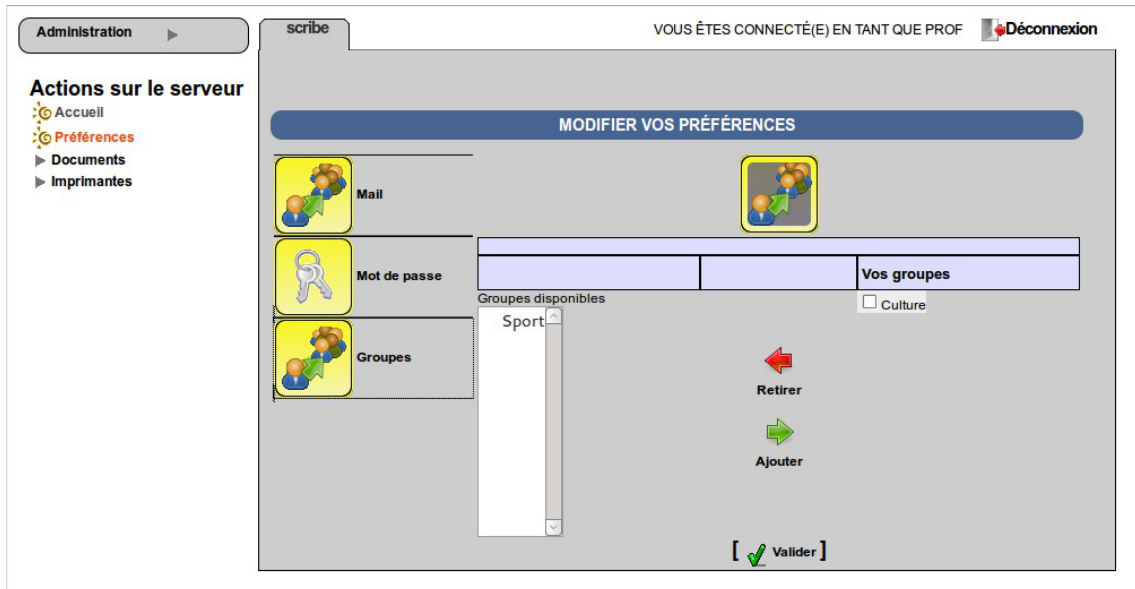 Administration
scribe
VOUS ÊTES CONNECTÉ(E) EN TANT QUE PROF
Déconnexion
Actions sur le serveur
Accueil
Préférences
Documents
Imprimantes
MODIFIER VOS PRÉFÉRENCES
Mail
Mot de passe
Groupes
Vos groupes
Groupes disponibles
Culture
Sport
Retirer
Ajouter
[ Valider ]